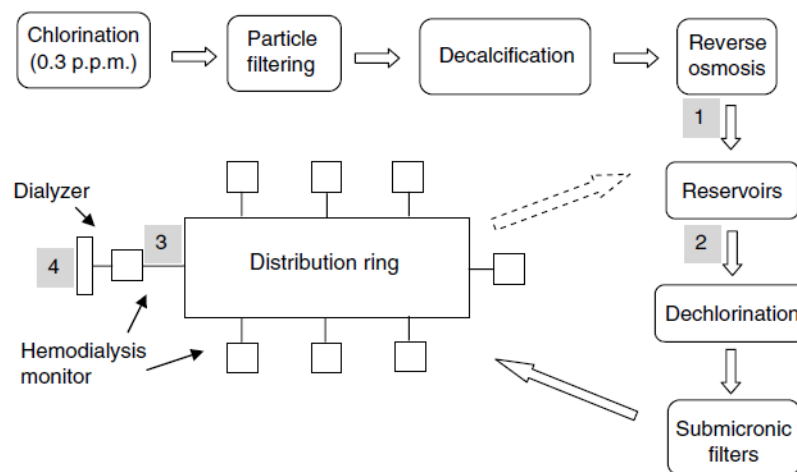 Chlorination
(0.3 p.p.m.)
Particle
filtering
Decalcification
Reverse
osmosis
1
Reservoirs
2
Dechlorination
Submicronic
filters
Dialyzer
3
4
Distribution ring
Hemodialysis
monitor